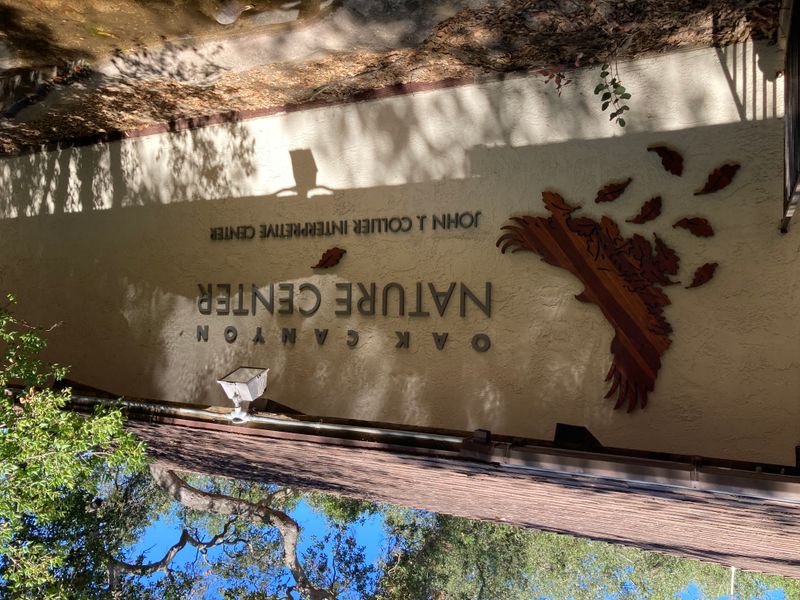 OAK CANYON
NATURE CENTER
JOHN J. COLLIER INTERPRETIVE CENTER